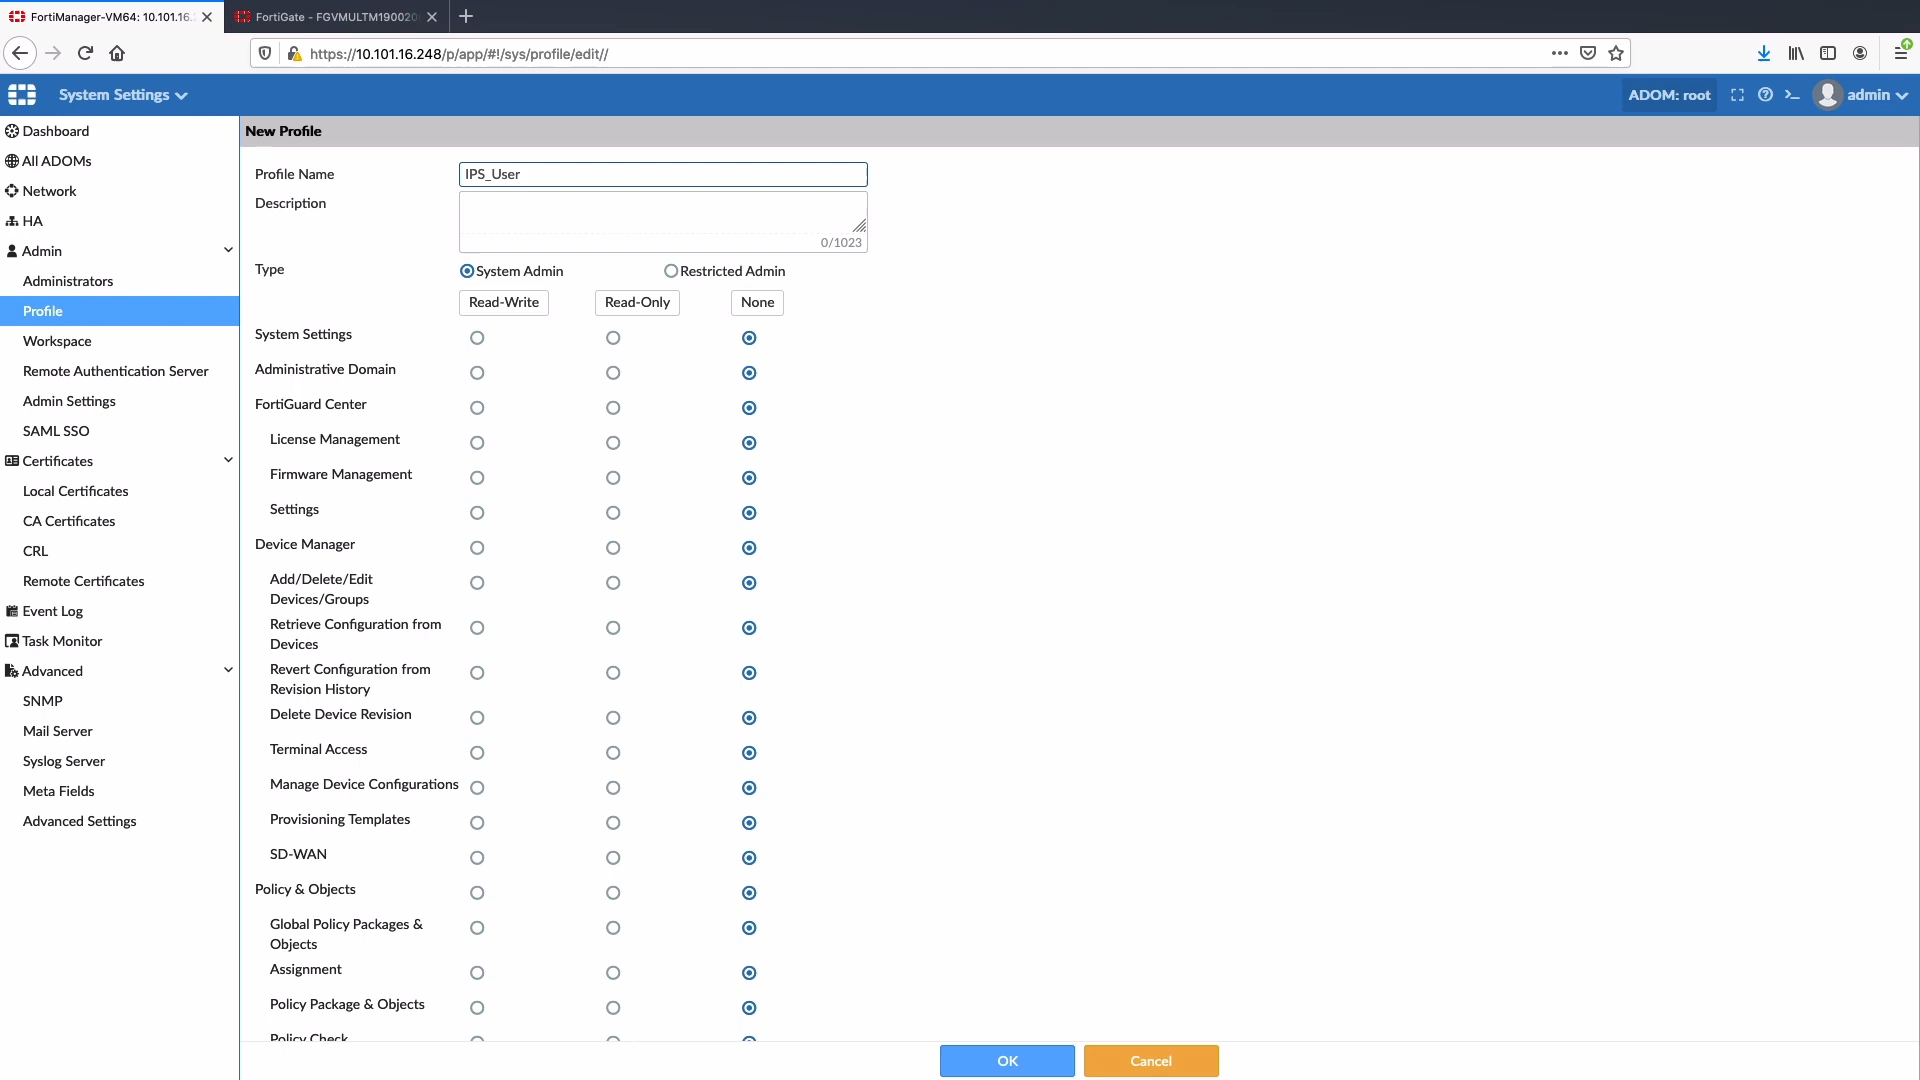 FortiManager-VM64: 10.101.16.
FortiGate - FGVMULTM190020
https://10.101.16.248/p/app/#!/sys/profile/edit//
System Settings
ADOM: root
admin
Dashboard
All ADOMs
Network
HA
Admin
Administrators
Profile
Workspace
Remote Authentication Server
Admin Settings
SAML SSO
Certificates
Local Certificates
CA Certificates
CRL
Remote Certificates
Event Log
Task Monitor
Advanced
SNMP
Mail Server
Syslog Server
Meta Fields
Advanced Settings
New Profile
Profile Name IPS_User
Description
0/1023
Type System Admin Restricted Admin
Read-Write Read-Only None
System Settings
Administrative Domain
FortiGuard Center
License Management
Firmware Management
Settings
Device Manager
Add/Delete/Edit
Devices/Groups
Retrieve Configuration from
Devices
Revert Configuration from
Revision History
Delete Device Revision
Terminal Access
Manage Device Configurations
Provisioning Templates
SD-WAN
Policy & Objects
Global Policy Packages &
Objects
Assignment
Policy Package & Objects
Policy Check
OK Cancel